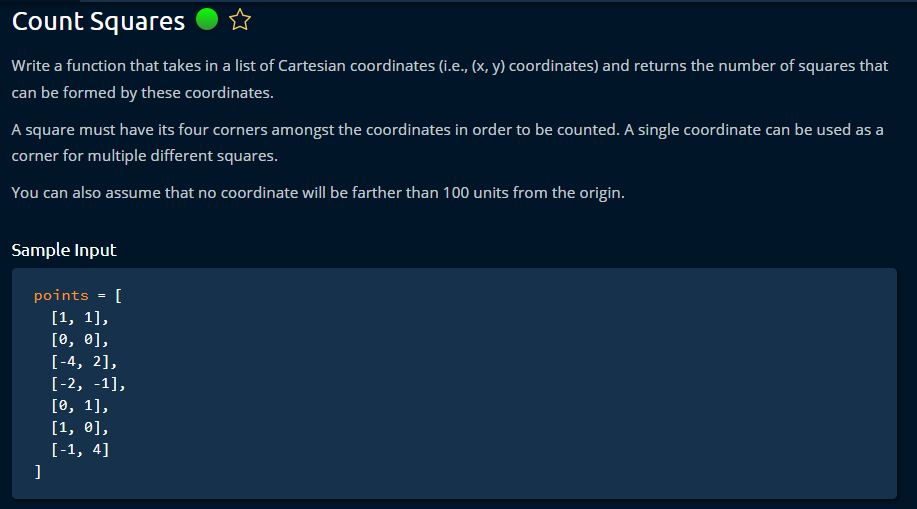 Count Squares
Write a function that takes in a list of Cartesian coordinates (i.e., (x, y) coordinates) and returns the number of squares that
can be formed by these coordinates.
A square must have its four corners amongst the coordinates in order to be counted. A single coordinate can be used as a
corner for multiple different squares.
You can also assume that no coordinate will be farther than 100 units from the origin.
Sample Input
points = [
[1, 1],
[0, 0],
[-4, 2],
[-2, -1],
[0, 1],
[1, 0],
[-1, 4]
]